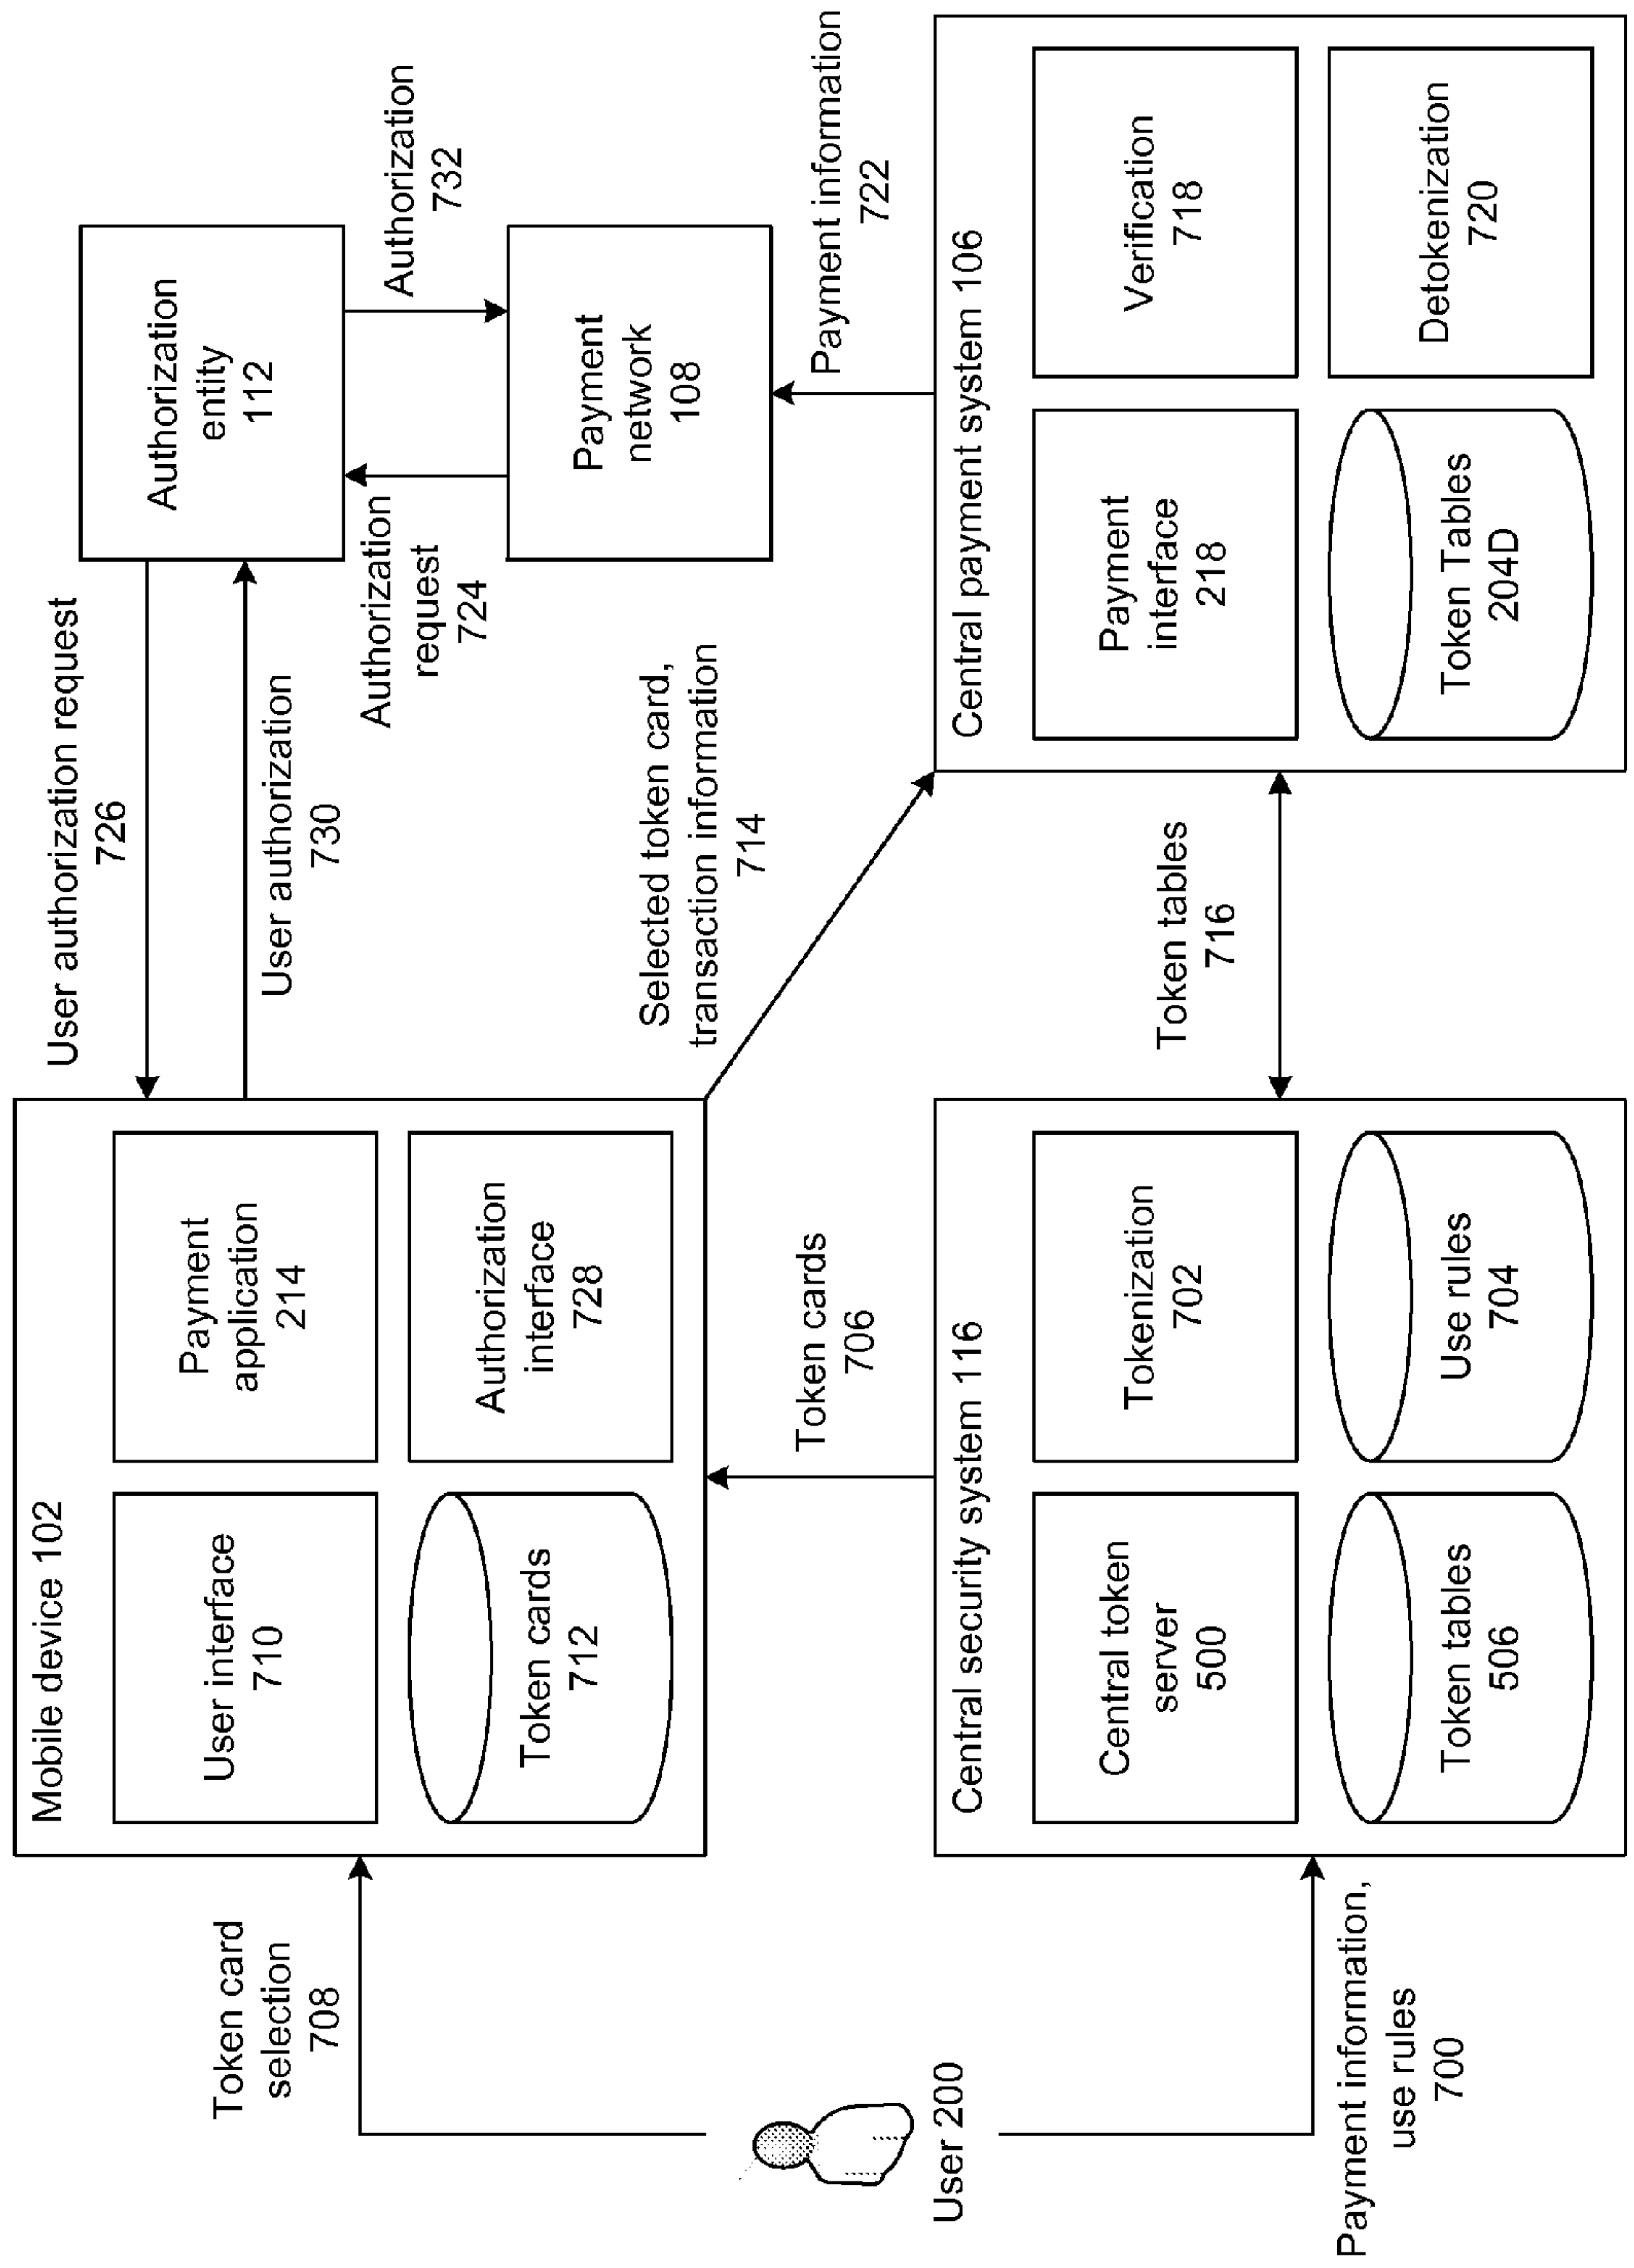 Token card
selection
708
User 200
Payment information,
use rules
700
Mobile device 102
User interface
710
Payment
application
214
Token cards
712
Authorization
interface
728
Token cards
706
Central security system 116
Central token
server
500
Tokenization
702
Token tables
506
Use rules
704
User authorization request
726
User authorization
730
Selected token card,
transaction information
714
Token tables
716
Authorization
entity
112
Authorization
request
724
Authorization
732
Payment
network
108
Payment information
722
Central payment system 106
Payment
interface
218
Verification
718
Token Tables
204D
Detokenization
720